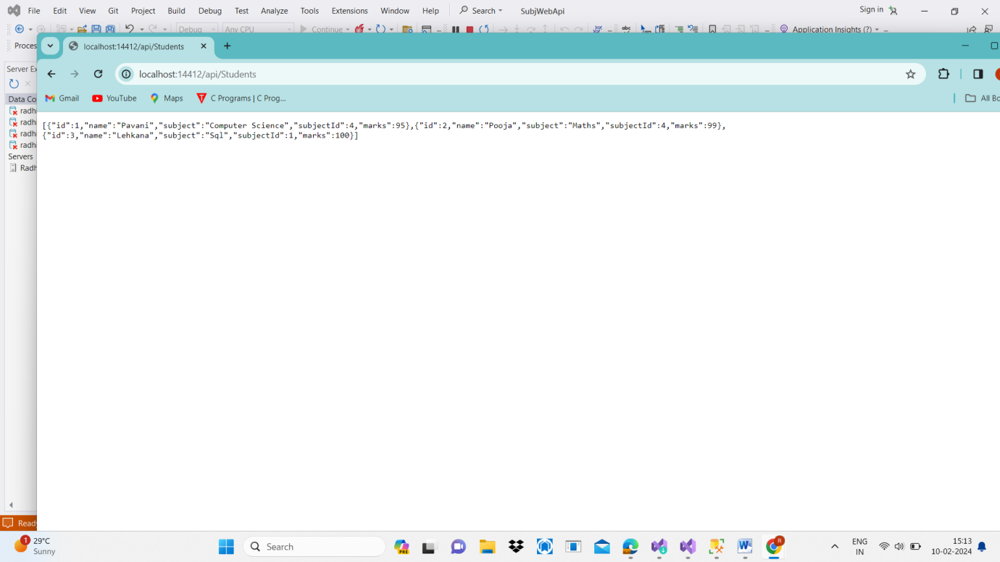 File Edit View Git Project Build Debug Test Analyze Tools Extensions Window Help Search SubjWebApi Sign in
Debug Any CPU Continue abc Application Insights (?)
Proces
localhost:14412/api/Students
localhost:14412/api/Students
Gmail YouTube Maps C Programs | C Prog... All Bo
Server Ex
Data Co
radh
radh
radh
radh
Servers
Radh
[{"id":1,"name":"Pavani","subject":"Computer Science","subjectId":4,"marks":95},{"id":2,"name":"Pooja","subject":"Maths","subjectId":4,"marks":99},
{"id":3,"name":"Lehkana","subject":"Sql","subjectId":1,"marks":100}]
Ready
1 29°C
Sunny
Search
PRE
W
R
ENG
IN
15:13
10-02-2024